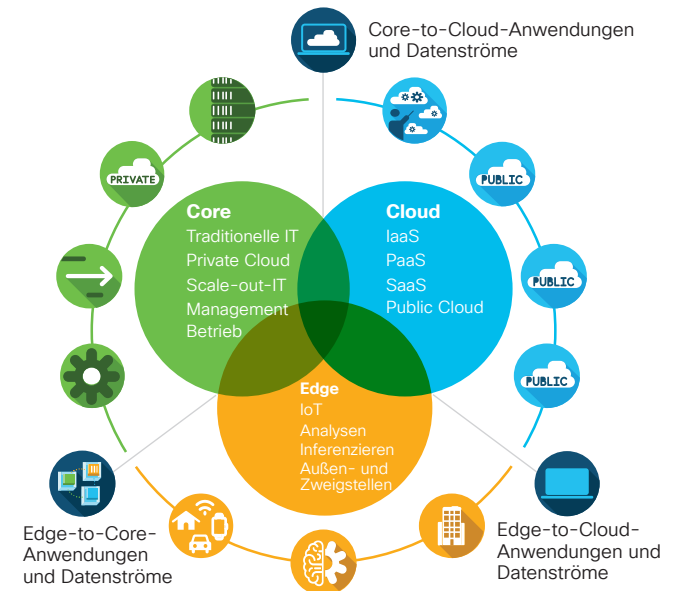 Core-to-Cloud-Anwendungen
und Datenströme
PRIVATE
PUBLIC
PUBLIC
PUBLIC
Core
Traditionelle IT
Private Cloud
Scale-out-IT
Management
Betrieb
Cloud
IaaS
PaaS
SaaS
Public Cloud
Edge
IoT
Analysen
Inferenzieren
Außen- und
Zweigstellen
Edge-to-Core-
Anwendungen
und Datenströme
Edge-to-Cloud-
Anwendungen und
Datenströme